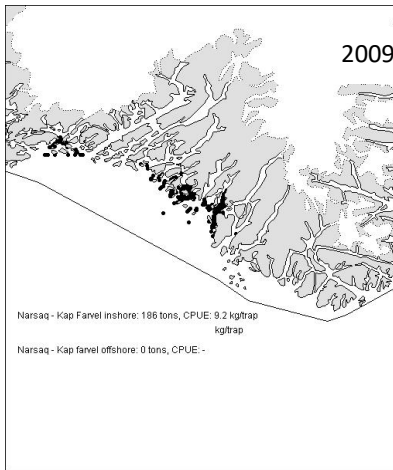 2009
Narsaq - Kap Farvel inshore: 186 tons, CPUE: 9.2 kg/trap
kg/trap
Narsaq - Kap farvel offshore: 0 tons, CPUE: -